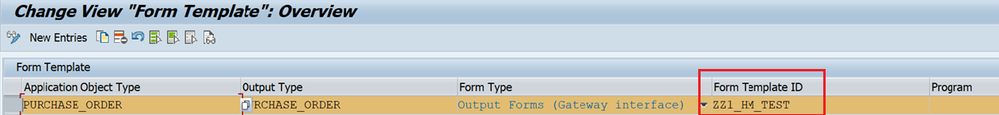 Change View "Form Template": Overview
New Entries
Form Template
Application Object Type Output Type Form Type Form Template ID Program
PURCHASE_ORDER RCHASE_ORDER Output Forms (Gateway interface) ZZ1_HM_TEST